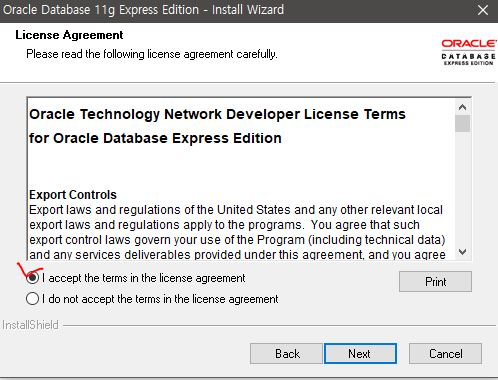 Oracle Database 11g Express Edition - Install Wizard
License Agreement
Please read the following license agreement carefully.
ORACLE
DATABASE
EXPRESS EDITION
Oracle Technology Network Developer License Terms
for Oracle Database Express Edition
Export Controls
Export laws and regulations of the United States and any other relevant local
export laws and regulations apply to the programs. You agree that such
export control laws govern your use of the Program (including technical data)
and any services deliverables provided under this agreement, and you agree
I accept the terms in the license agreement
Print
I do not accept the terms in the license agreement
InstallShield
Back
Next
Cancel